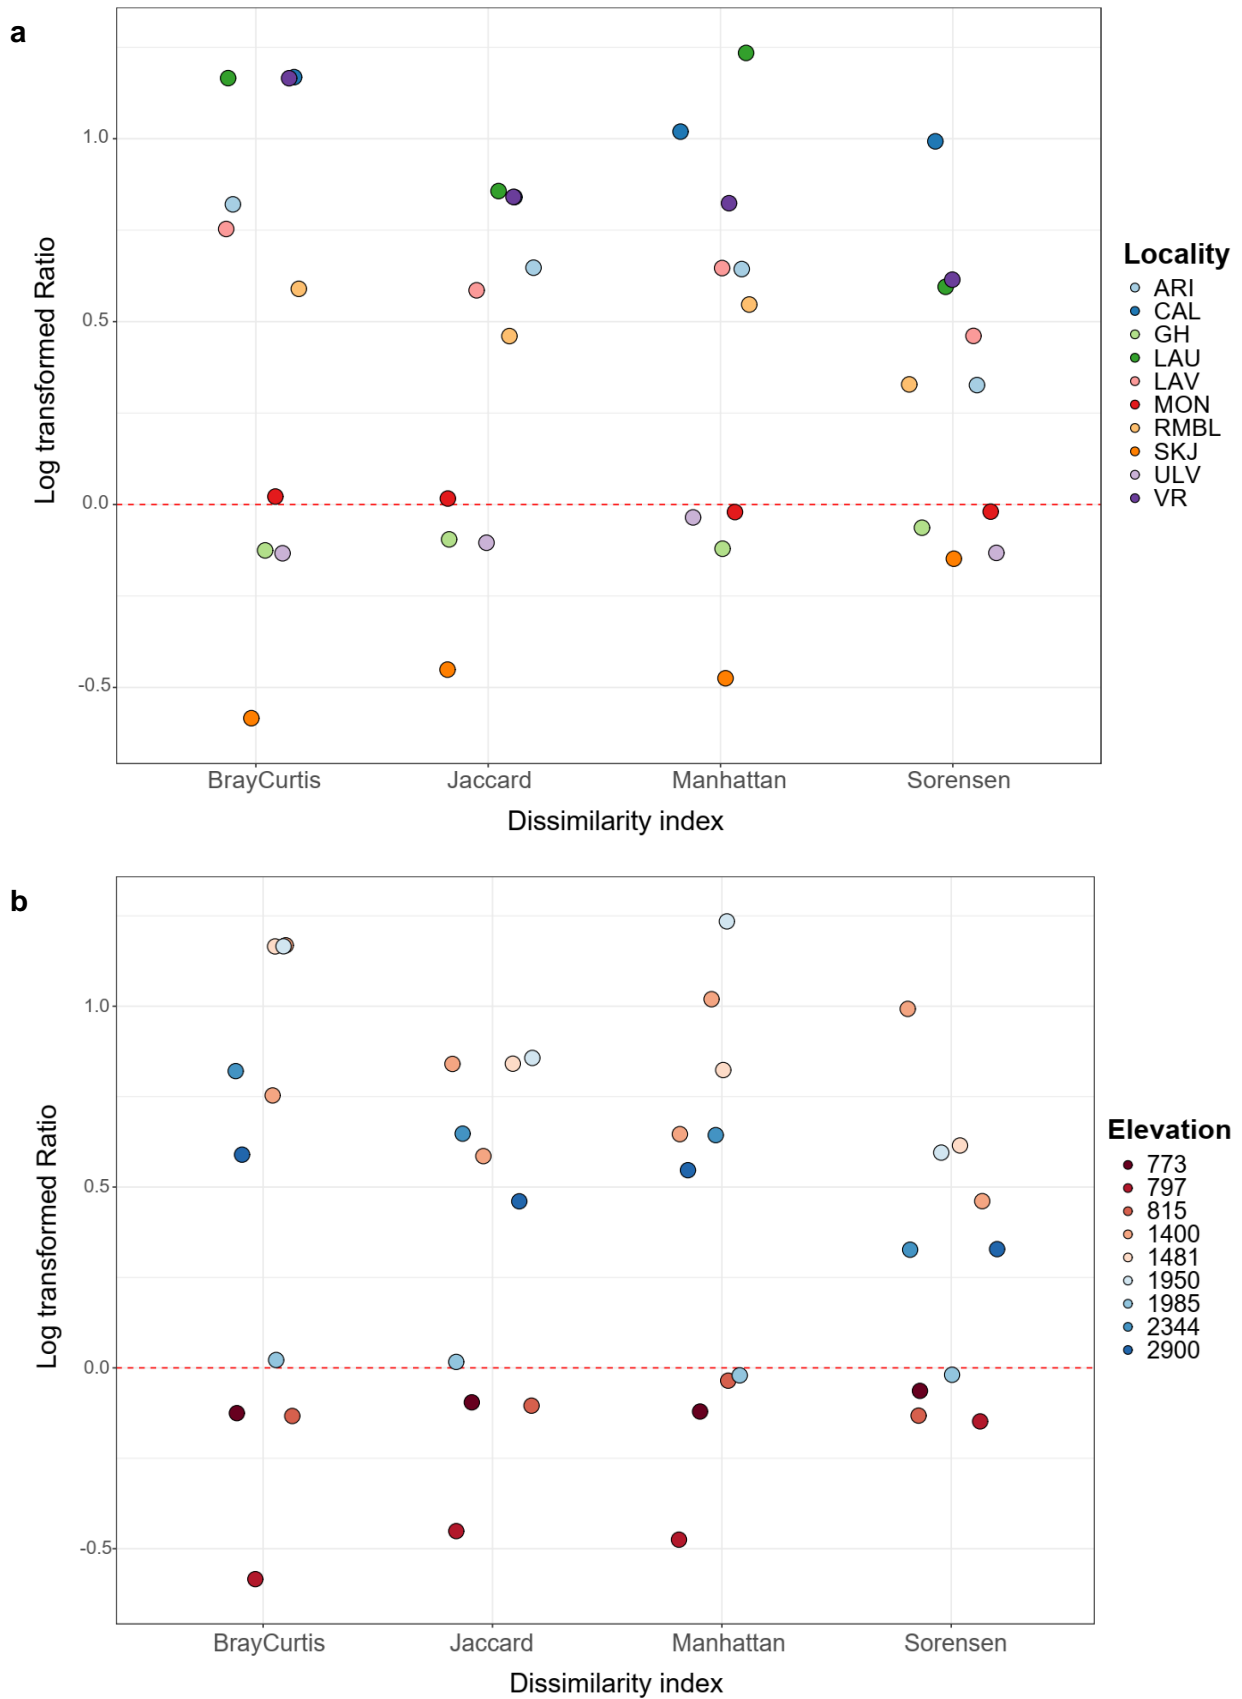 a
Log transformed Ratio
1.0
0.5
0.0
-0.5
BrayCurtis Jaccard Manhattan Sorensen
Dissimilarity index
Locality
ARI
CAL
GH
LAU
LAV
MON
RMBL
SKJ
ULV
VR
b
Log transformed Ratio
1.0
0.5
0.0
-0.5
BrayCurtis Jaccard Manhattan Sorensen
Dissimilarity index
Elevation
773
797
815
1400
1481
1950
1985
2344
2900